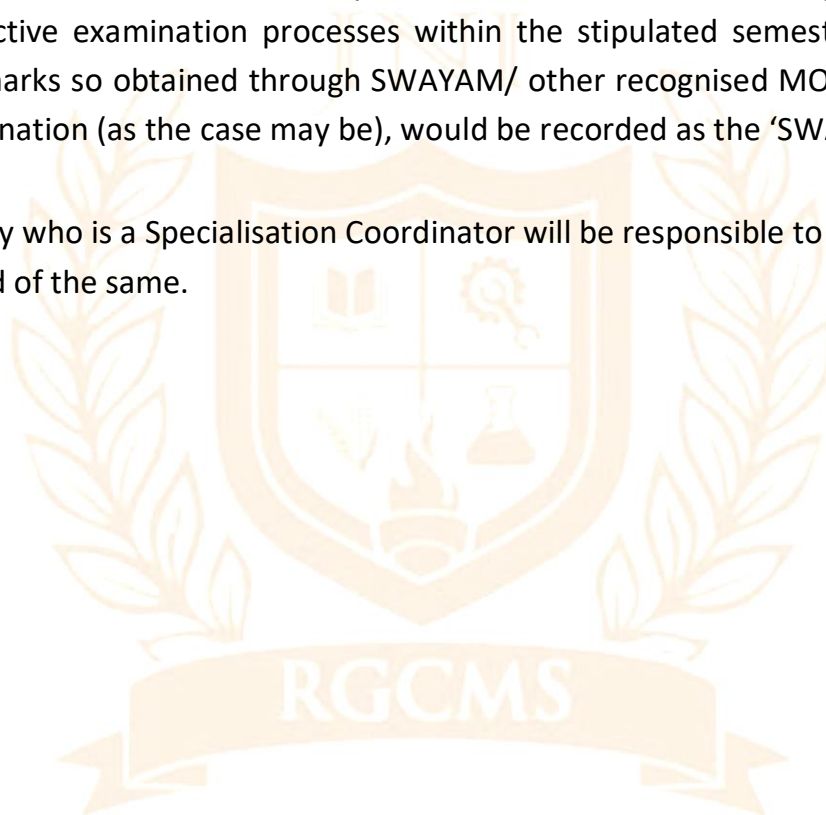 ctive examination processes within the stipulated semest
arks so obtained through SWAYAM/ other recognised MO
nation (as the case may be), would be recorded as the ‘SWA
y who is a Specialisation Coordinator will be responsible to
d of the same.
RGCMS